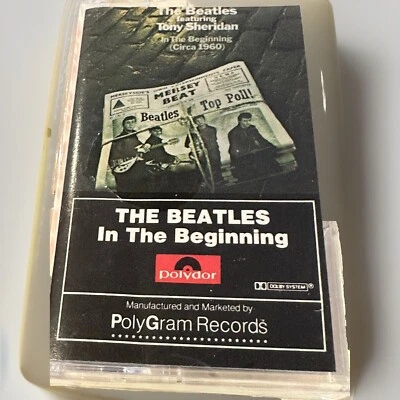 The Beatles
featuring
Tony Sheridan
In The Beginning
(Circa 1960)
MERSEY
BEAT
Beatles Top Poll!
THE BEATLES
In The Beginning
polydor
DOLBY SYSTEM®
Manufactured and Marketed by
PolyGram Records